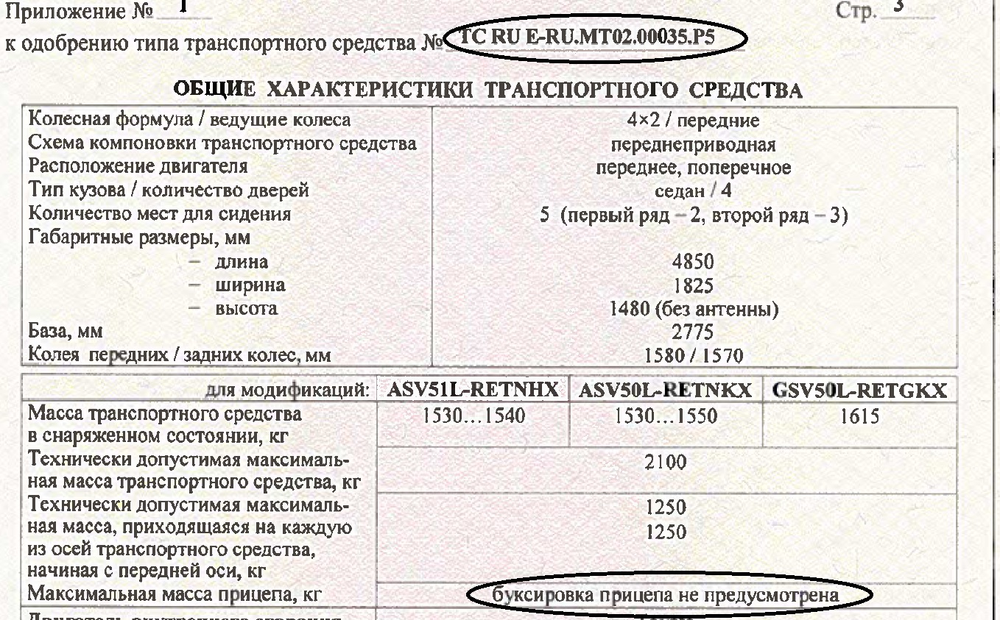 Приложение № 1 Стр. 3
к одобрению типа транспортного средства № ТС RU E-RU.MT02.00035.P5
ОБЩИЕ ХАРАКТЕРИСТИКИ ТРАНСПОРТНОГО СРЕДСТВА
Колесная формула / ведущие колеса 4×2 / передние
Схема компоновки транспортного средства переднеприводная
Расположение двигателя переднее, поперечное
Тип кузова / количество дверей седан / 4
Количество мест для сидения 5 (первый ряд – 2, второй ряд – 3)
Габаритные размеры, мм
– длина 4850
– ширина 1825
– высота 1480 (без антенны)
База, мм 2775
Колея передних / задних колес, мм 1580 / 1570
для модификаций: ASV51L-RETNHX ASV50L-RETNKX GSV50L-RETGKX
Масса транспортного средства 1530...1540 1530...1550 1615
в снаряженном состоянии, кг
Технически допустимая максималь- 2100
ная масса транспортного средства, кг
Технически допустимая максималь- 1250
ная масса, приходящаяся на каждую 1250
из осей транспортного средства,
начиная с передней оси, кг
Максимальная масса прицепа, кг буксировка прицепа не предусмотрена